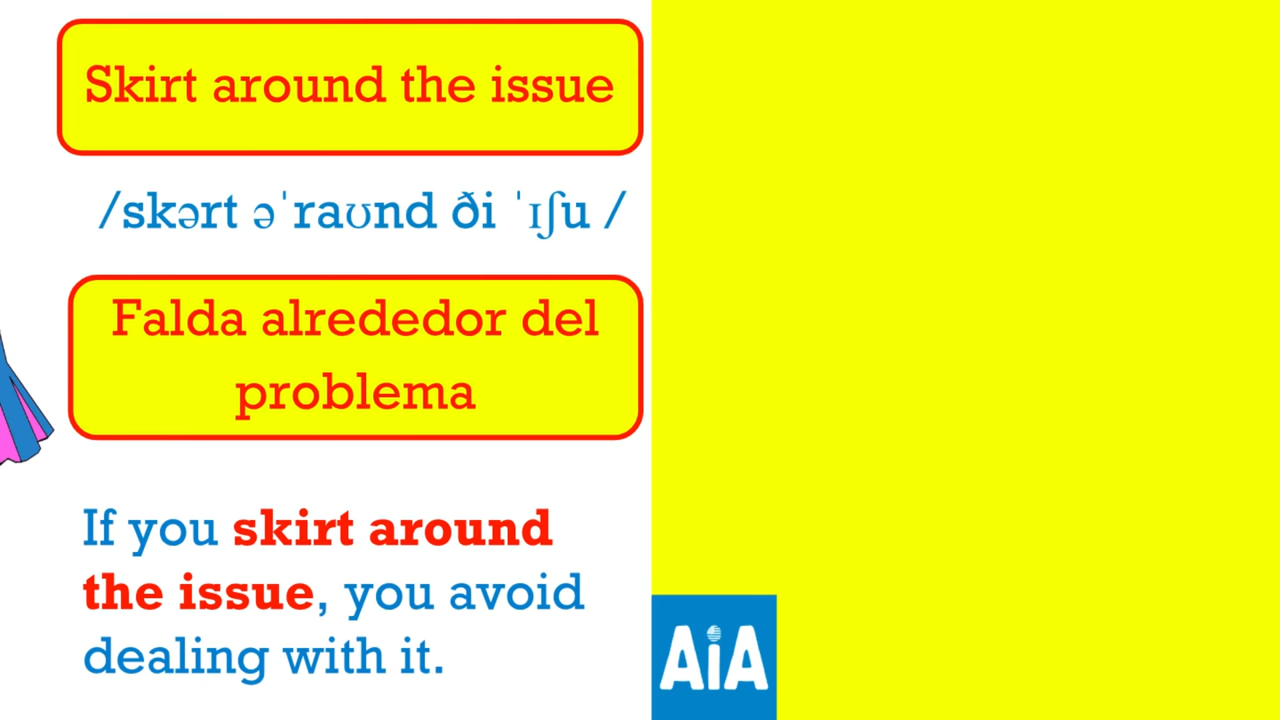 Skirt around the issue
/skərt əˈraʊnd ði ˈɪʃu /
Falda alrededor del
problema
If you skirt around
the issue, you avoid
dealing with it.
AiA